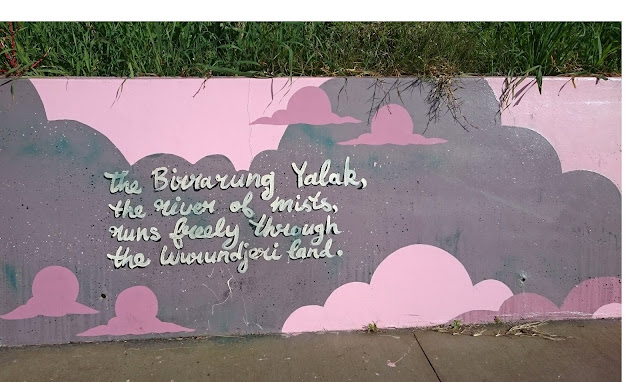 the Birrarung Yalak,
the river of mists,
runs freely through
the Wurundjeri land.